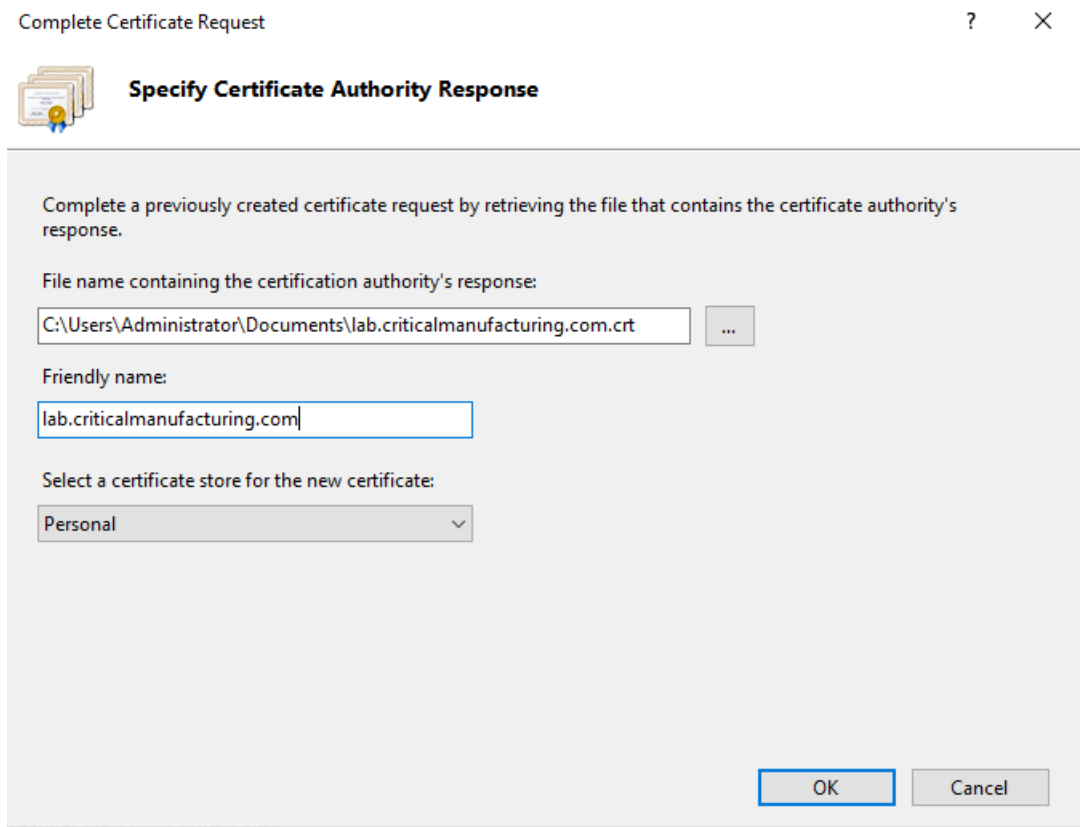 Complete Certificate Request
?
Specify Certificate Authority Response
Complete a previously created certificate request by retrieving the file that contains the certificate authority's
response.
File name containing the certification authority's response:
C:\Users\Administrator\Documents\lab.criticalmanufacturing.com.crt
...
Friendly name:
lab.criticalmanufacturing.com
Select a certificate store for the new certificate:
Personal
OK
Cancel